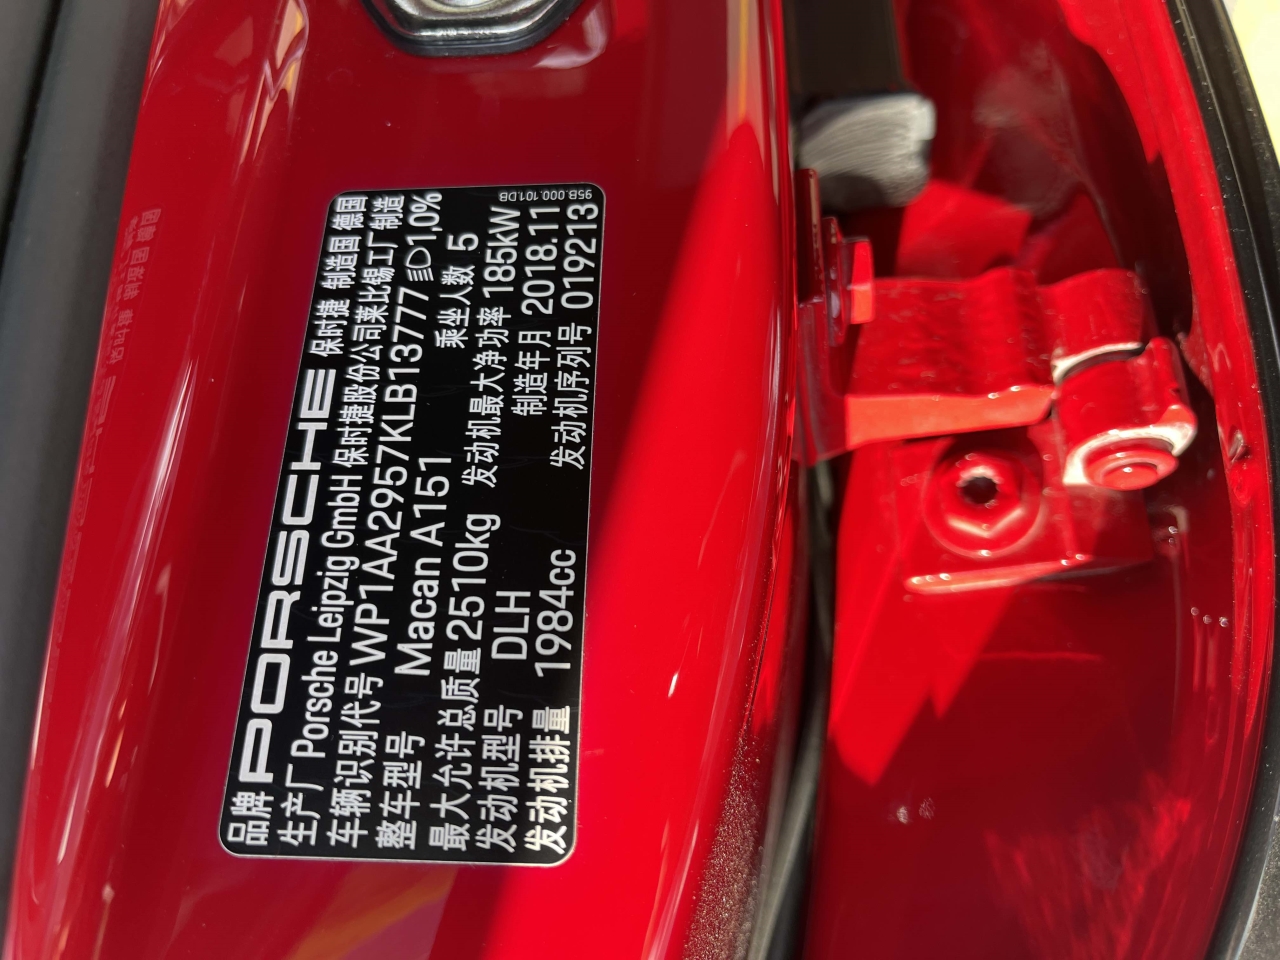 95B.000.101.DB
品牌 PORSCHE 保时捷 制造国 德国
生产厂 Porsche Leipzig GmbH 保时捷股份公司莱比锡工厂制造
车辆识别代号 WP1AA2957KLB13777 1,0%
整车型号 Macan A151 乘坐人数 5
最大允许总质量 2510kg 发动机最大净功率 185kW
发动机型号 DLH 制造年月 2018.11
发动机排量 1984cc 发动机序列号 019213